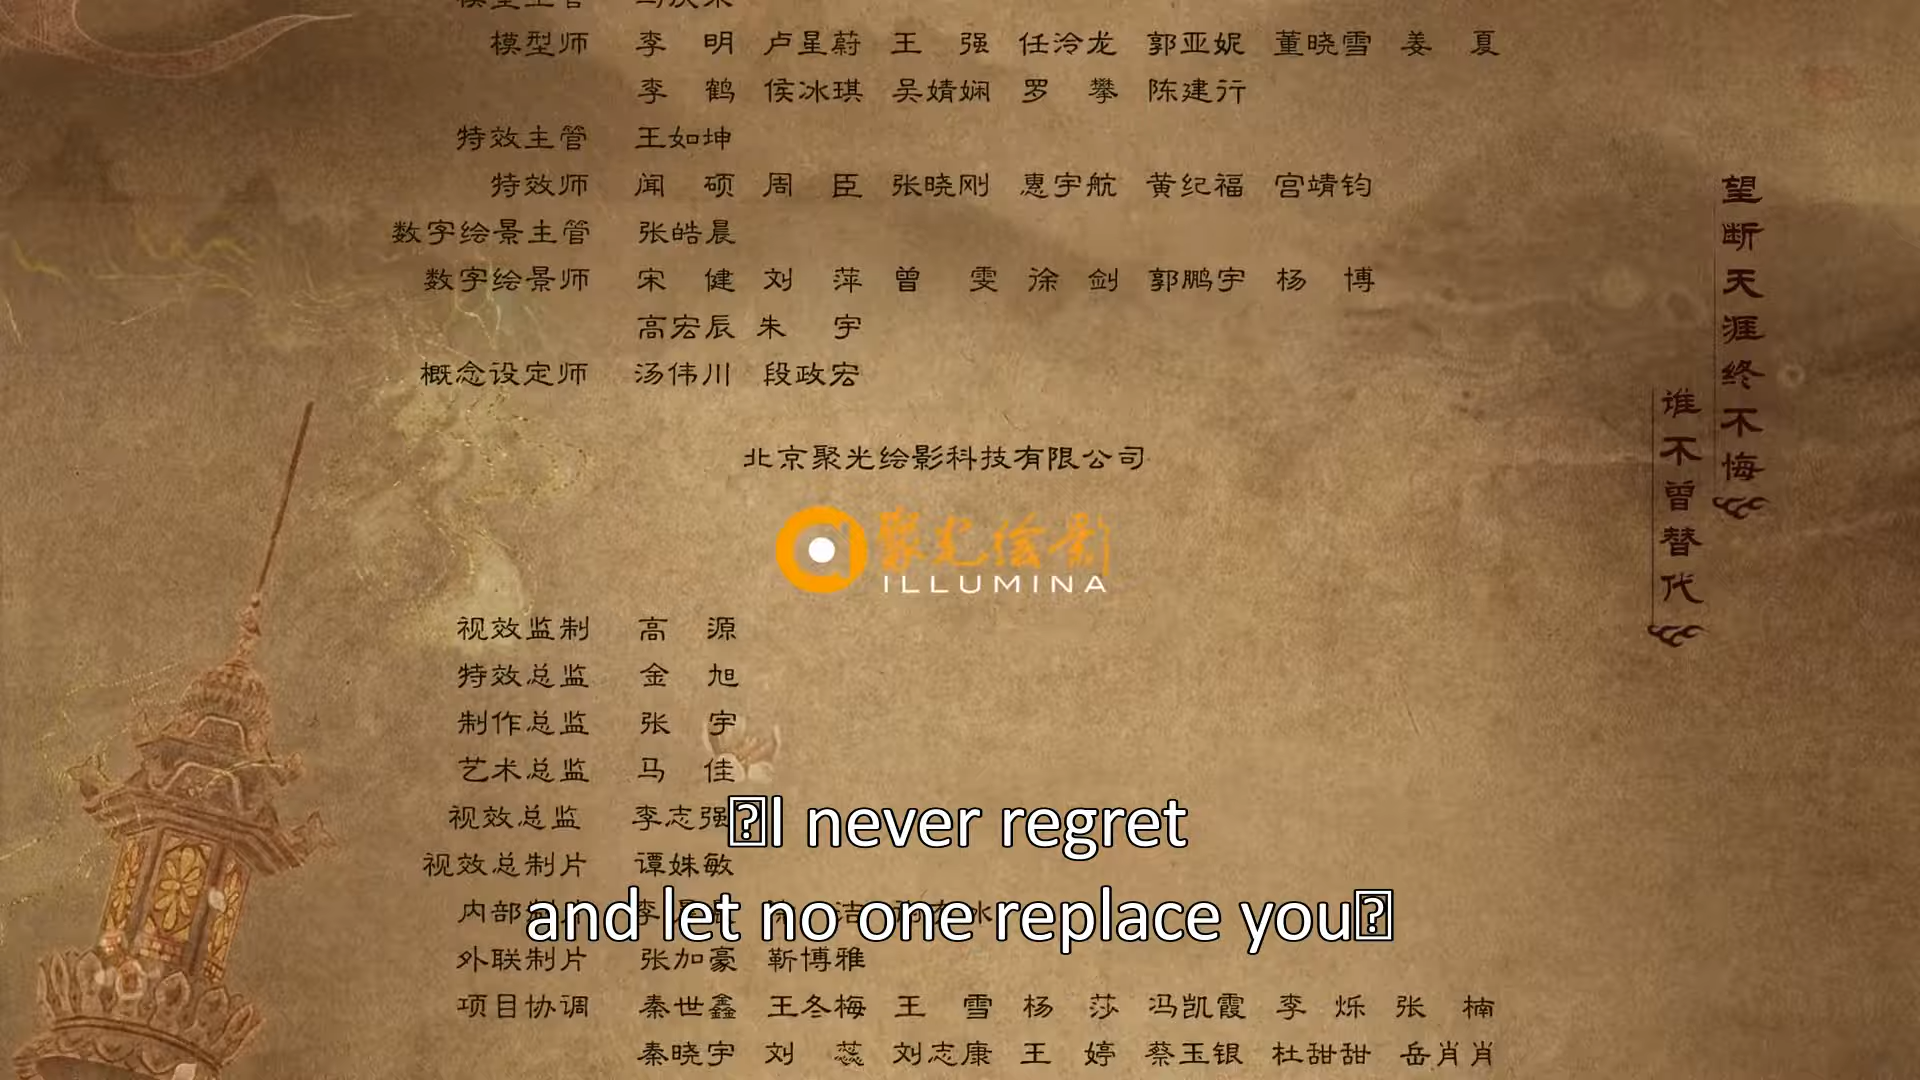 模型师 李 明 卢星蔚 王 强 任泠龙 郭亚妮 董晓雪 姜 夏
李 鹤 侯冰琪 吴婧娴 罗 攀 陈建行
特效主管 王如坤
特效师 闻 硕 周 臣 张晓刚 惠宇航 黄纪福 宫靖钧
数字绘景主管 张皓晨
数字绘景师 宋 健 刘 萍 曾 雯 徐 剑 郭鹏宇 杨 博
高宏辰 朱 宇
概念设定师 汤伟川 段政宏
北京聚光绘影科技有限公司
聚光绘影
ILLUMINA
视效监制 高 源
特效总监 金 旭
制作总监 张 宇
艺术总监 马 佳
视效总监 李志强
视效总制片 谭姝敏
内部制片 李
外联制片 张加豪 靳博雅
项目协调 秦世鑫 王冬梅 王 雪 杨 莎 冯凯霞 李 烁 张 楠
秦晓宇 刘 蕊 刘志康 王 婷 蔡玉银 杜甜甜 岳肖肖
望断天涯终不悔
谁不曾替代
I never regret
and let no one replace you